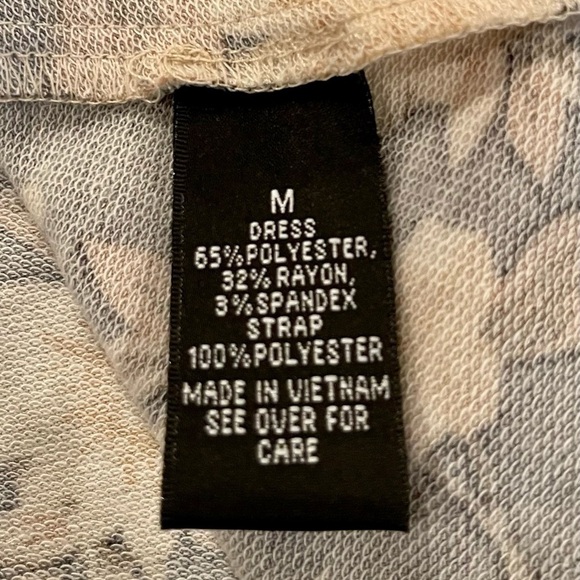 M
DRESS
65% POLYESTER,
32% RAYON,
3% SPANDEX
STRAP
100% POLYESTER
MADE IN VIETNAM
SEE OVER FOR
CARE